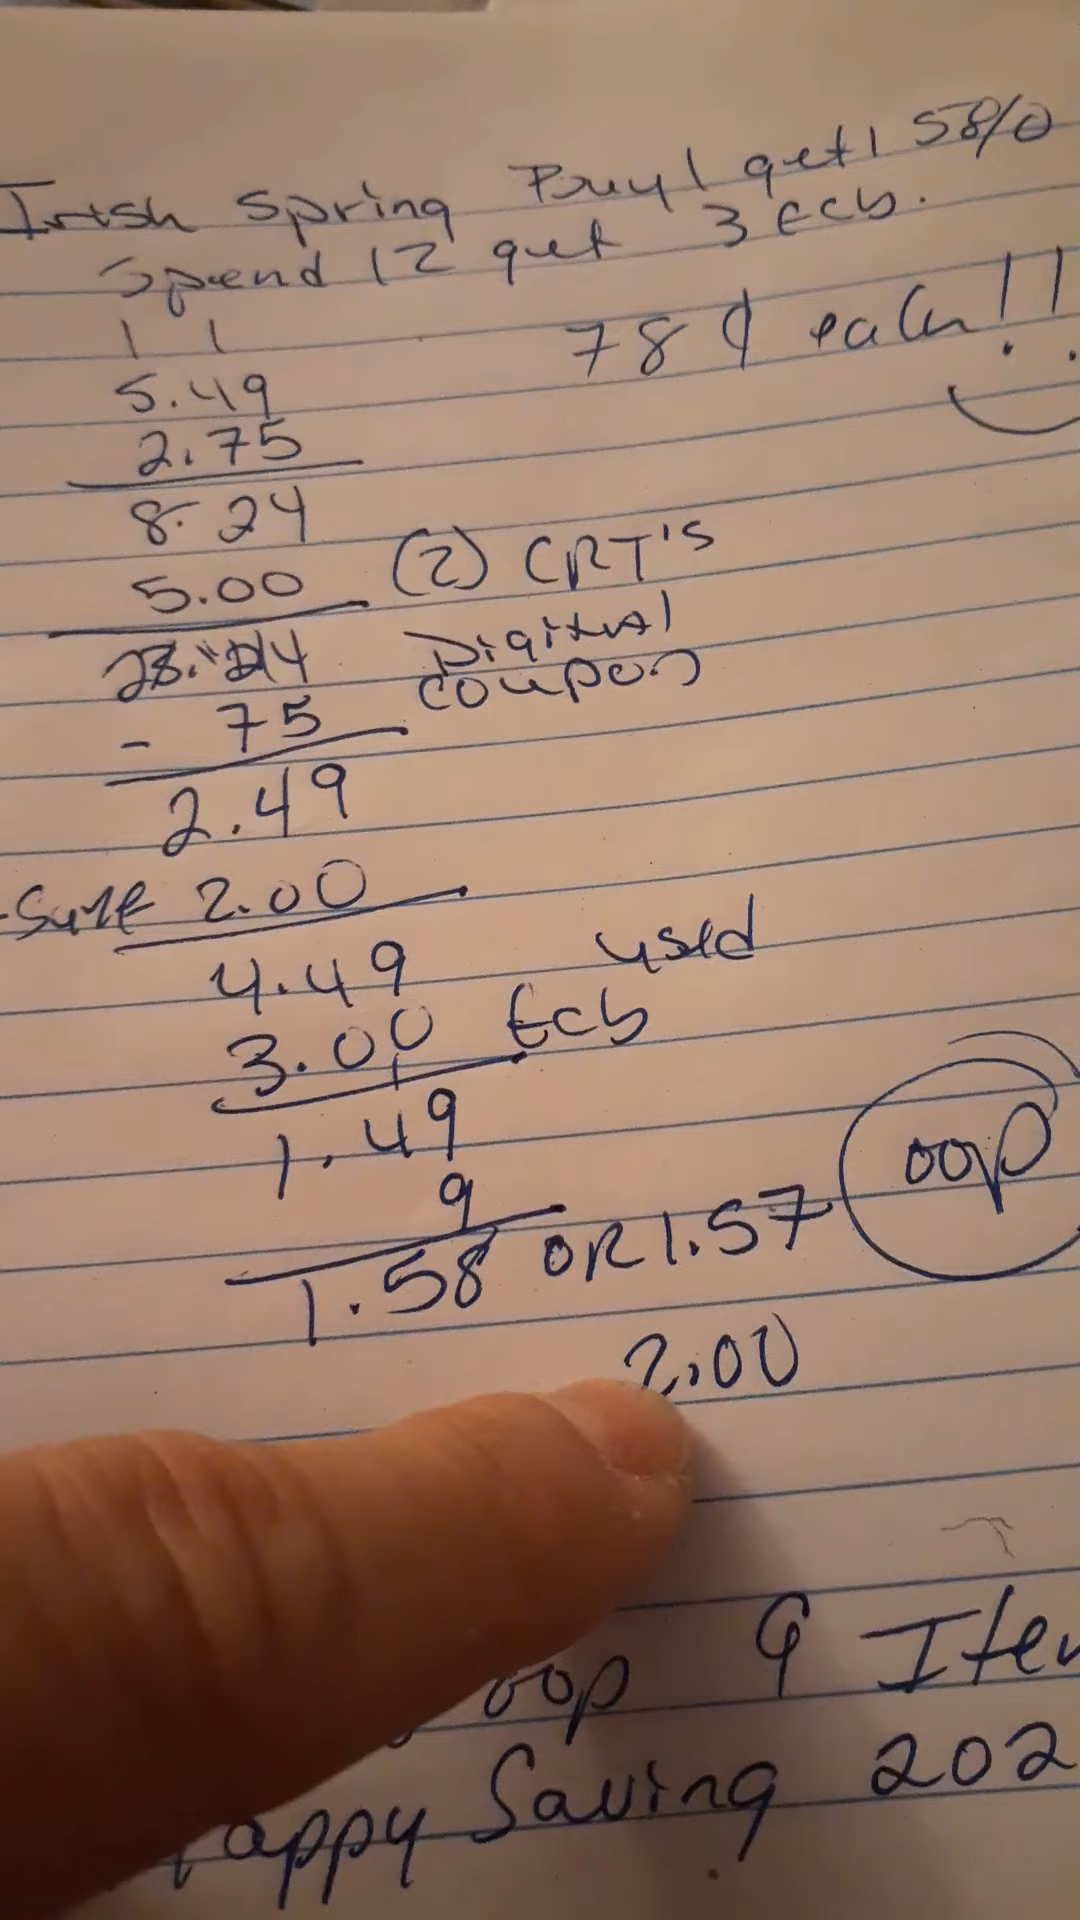 Irish Spring Buy 1 get 1 50%
Spend 12 get 3 Ecb.
1 1
78¢ each!!
5.49
2.75
8.24
5.00 (2) CRT's
Digital
coupon
- 75
2.49
-Sure 2.00
4.49 used
3.00 Ecb
1.49
9
1.58 OR 1.57 oop
2.00
oop 9 Item
Happy Saving 202